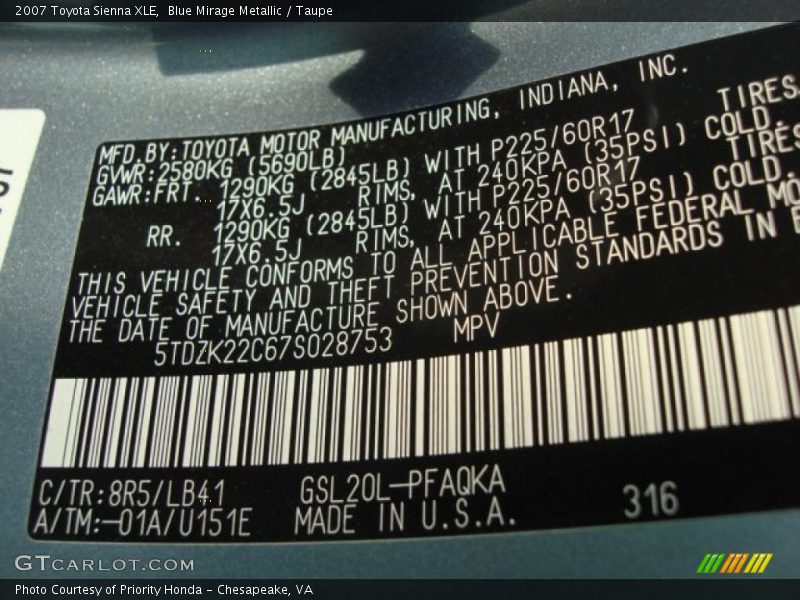 2007 Toyota Sienna XLE,  Blue Mirage Metallic / Taupe
MFD.BY:TOYOTA MOTOR MANUFACTURING, INDIANA, INC.
GVWR:2580KG (5690LB)
GAWR:FRT. 1290KG (2845LB) WITH P225/60R17 TIRES,
17X6.5J RIMS, AT 240KPA (35PSI) COLD.
RR. 1290KG (2845LB) WITH P225/60R17 TIRES
17X6.5J RIMS, AT 240KPA (35PSI) COLD.
THIS VEHICLE CONFORMS TO ALL APPLICABLE FEDERAL MO
VEHICLE SAFETY AND THEFT PREVENTION STANDARDS IN
THE DATE OF MANUFACTURE SHOWN ABOVE.
5TDZK22C67S028753 MPV
C/TR:8R5/LB41 GSL20L-PFAQKA
A/TM:-01A/U151E MADE IN U.S.A. 316
GTCARLOT.COM
Photo Courtesy of Priority Honda - Chesapeake, VA